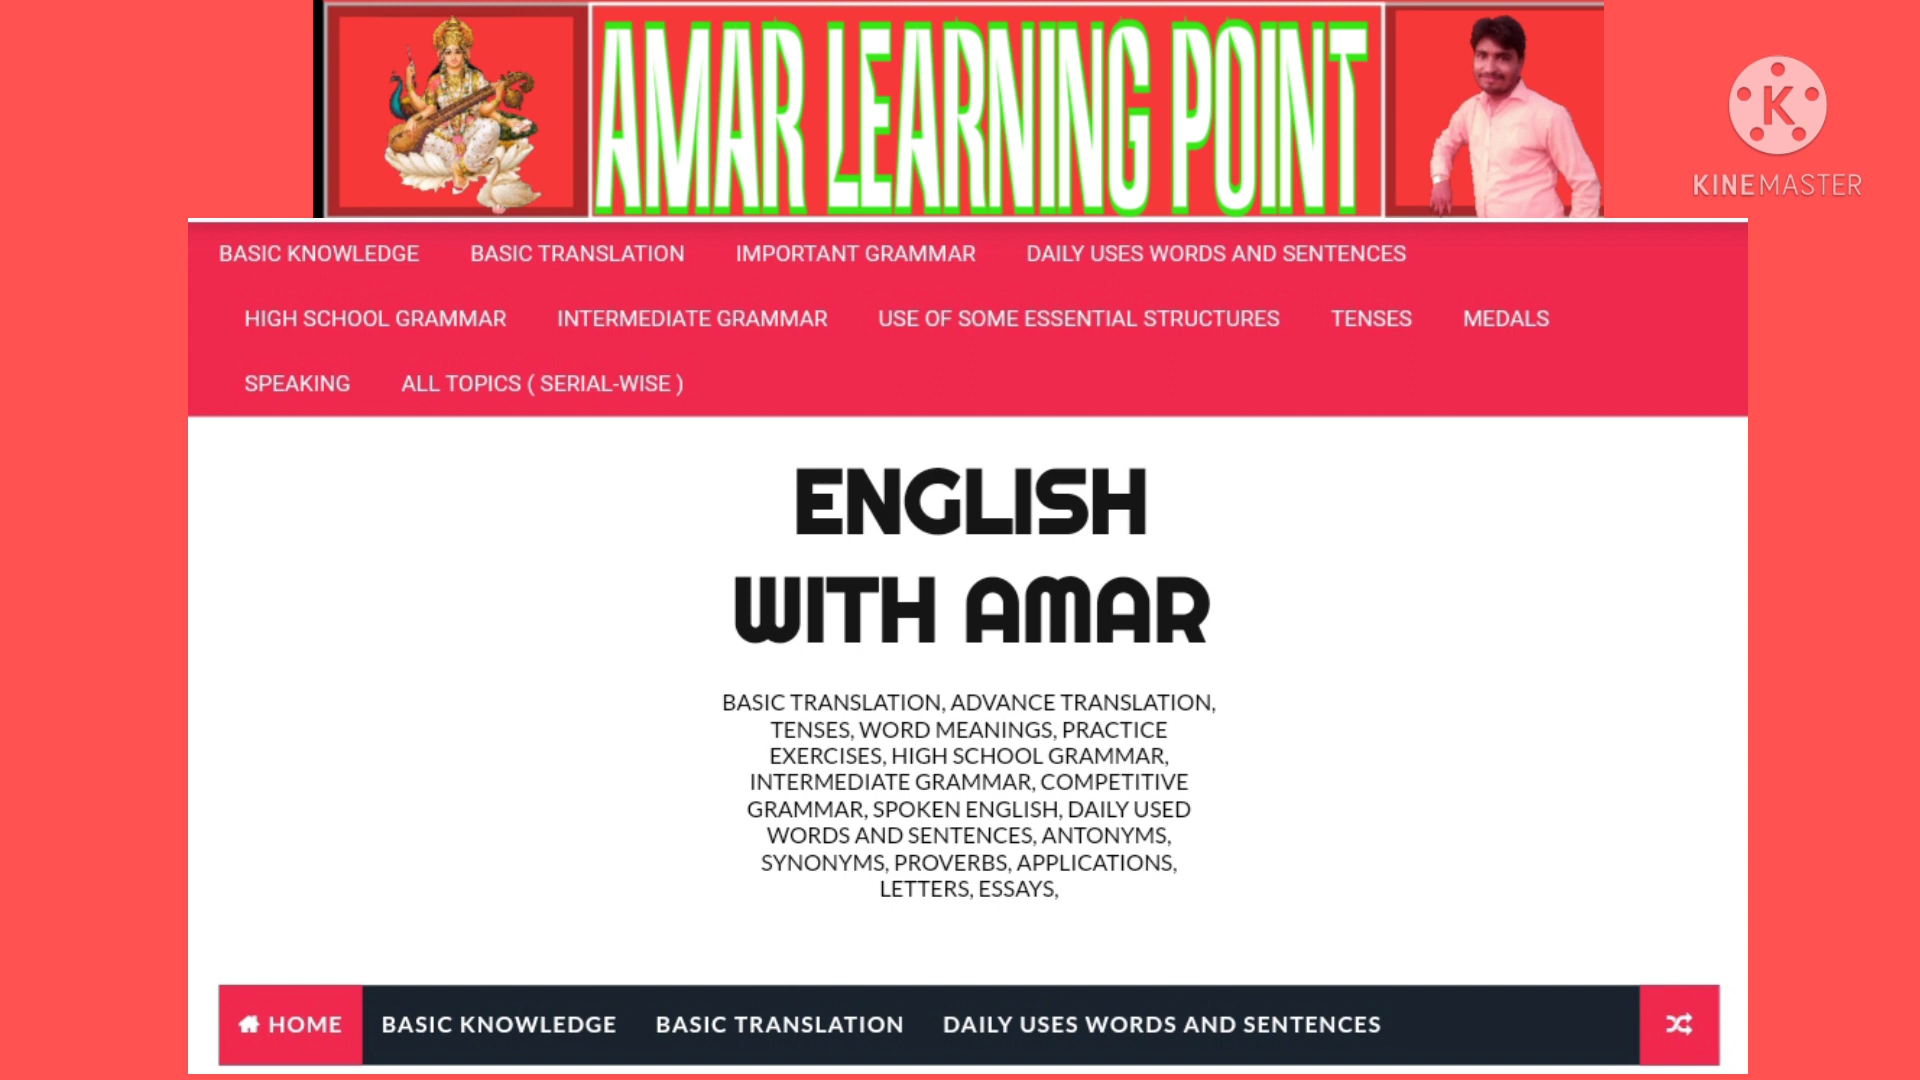 AMAR LEARNING POINT
K
KINEMASTER
BASIC KNOWLEDGE BASIC TRANSLATION IMPORTANT GRAMMAR DAILY USES WORDS AND SENTENCES
HIGH SCHOOL GRAMMAR INTERMEDIATE GRAMMAR USE OF SOME ESSENTIAL STRUCTURES TENSES MEDALS
SPEAKING ALL TOPICS ( SERIAL-WISE )
ENGLISH
WITH AMAR
BASIC TRANSLATION, ADVANCE TRANSLATION,
TENSES, WORD MEANINGS, PRACTICE
EXERCISES, HIGH SCHOOL GRAMMAR,
INTERMEDIATE GRAMMAR, COMPETITIVE
GRAMMAR, SPOKEN ENGLISH, DAILY USED
WORDS AND SENTENCES, ANTONYMS,
SYNONYMS, PROVERBS, APPLICATIONS,
LETTERS, ESSAYS,
HOME BASIC KNOWLEDGE BASIC TRANSLATION DAILY USES WORDS AND SENTENCES